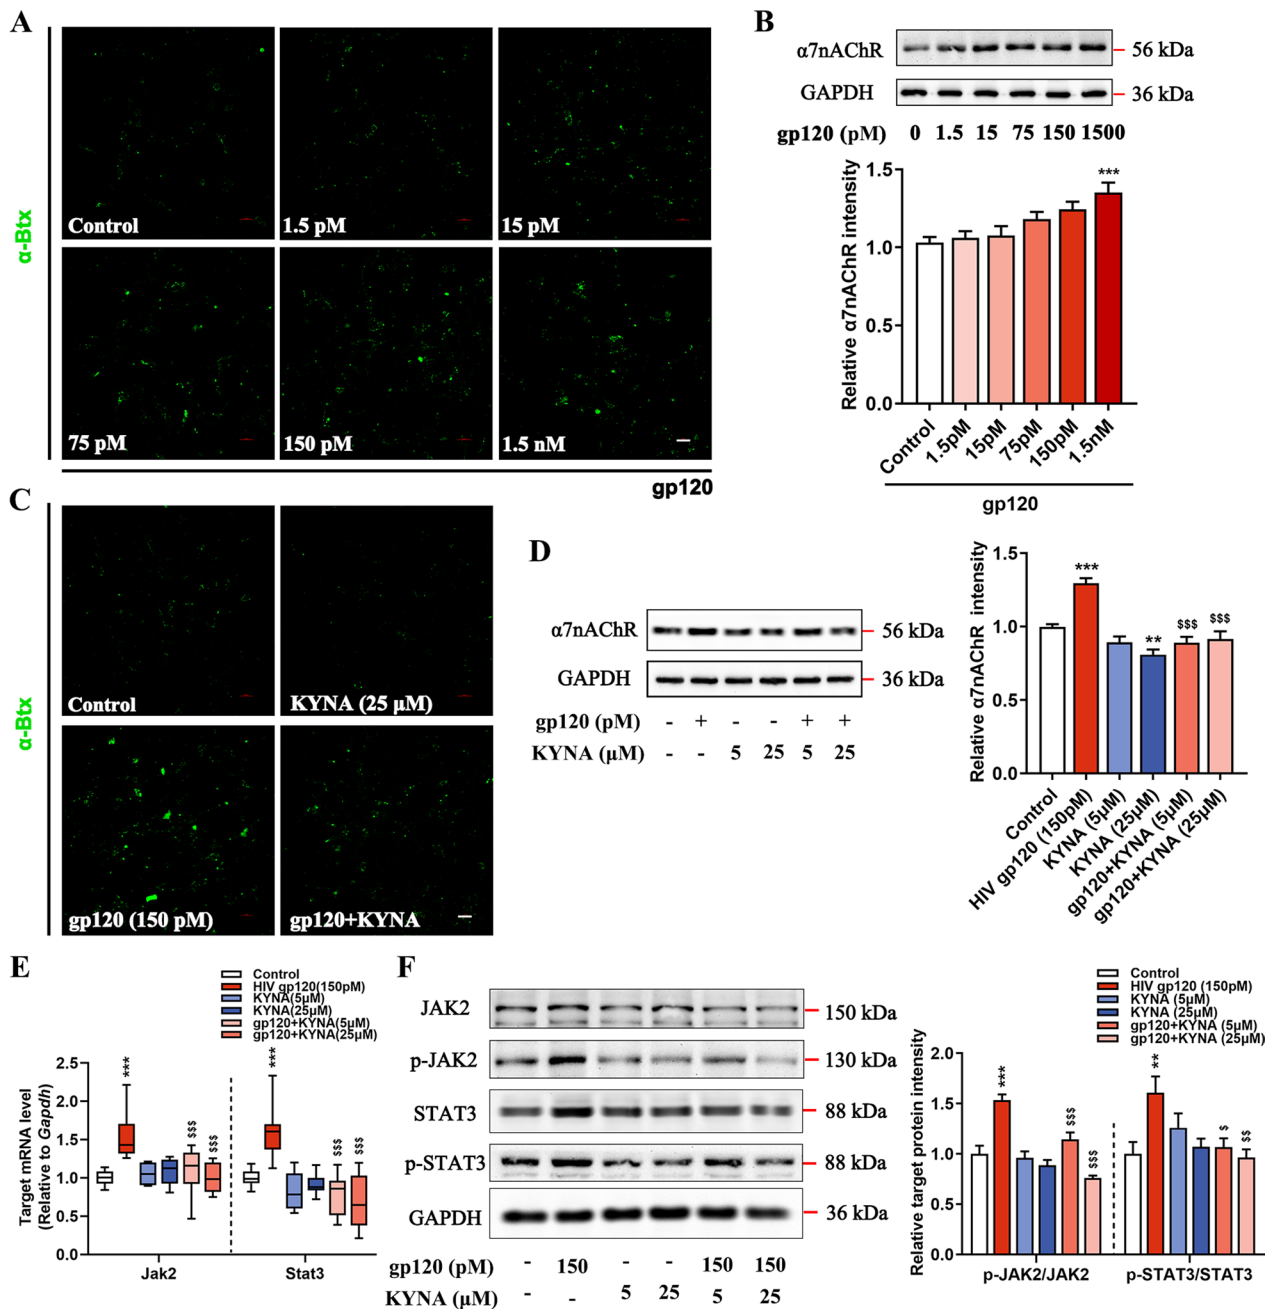 A
α-Btx
Control
1.5 pM
15 pM
75 pM
150 pM
1.5 nM
gp120
B
α7nAChR
56 kDa
GAPDH
36 kDa
gp120 (pM) 0 1.5 15 75 150 1500
Relative α7nAChR intensity
1.5
1.0
0.5
0.0
***
Control
1.5pM
15pM
75pM
150pM
1.5nM
gp120
C
α-Btx
Control
KYNA (25 μM)
gp120 (150 pM)
gp120+KYNA
D
α7nAChR
56 kDa
GAPDH
36 kDa
gp120 (pM) - + - - + +
KYNA (μM) - - 5 25 5 25
Relative α7nAChR intensity
1.5
1.0
0.5
0.0
***
**
$$$
$$$
Control
HIV gp120 (150pM)
KYNA (5μM)
KYNA (25μM)
gp120+KYNA (5μM)
gp120+KYNA (25μM)
E
Control
HIV gp120(150pM)
KYNA(5μM)
KYNA(25μM)
gp120+KYNA(5μM)
gp120+KYNA(25μM)
Target mRNA level
(Relative to Gapdh)
2.5
2.0
1.5
1.0
0.5
0.0
***
$$$
$$$
***
$$$
$$$
Jak2
Stat3
F
JAK2
150 kDa
p-JAK2
130 kDa
STAT3
88 kDa
p-STAT3
88 kDa
GAPDH
36 kDa
gp120 (pM) - 150 - - 150 150
KYNA (μM) - - 5 25 5 25
Control
HIV gp120 (150pM)
KYNA (5μM)
KYNA (25μM)
gp120+KYNA (5μM)
gp120+KYNA (25μM)
Relative target protein intensity
2.0
1.5
1.0
0.5
0.0
***
$$$
$$$
**
$
$$
p-JAK2/JAK2
p-STAT3/STAT3